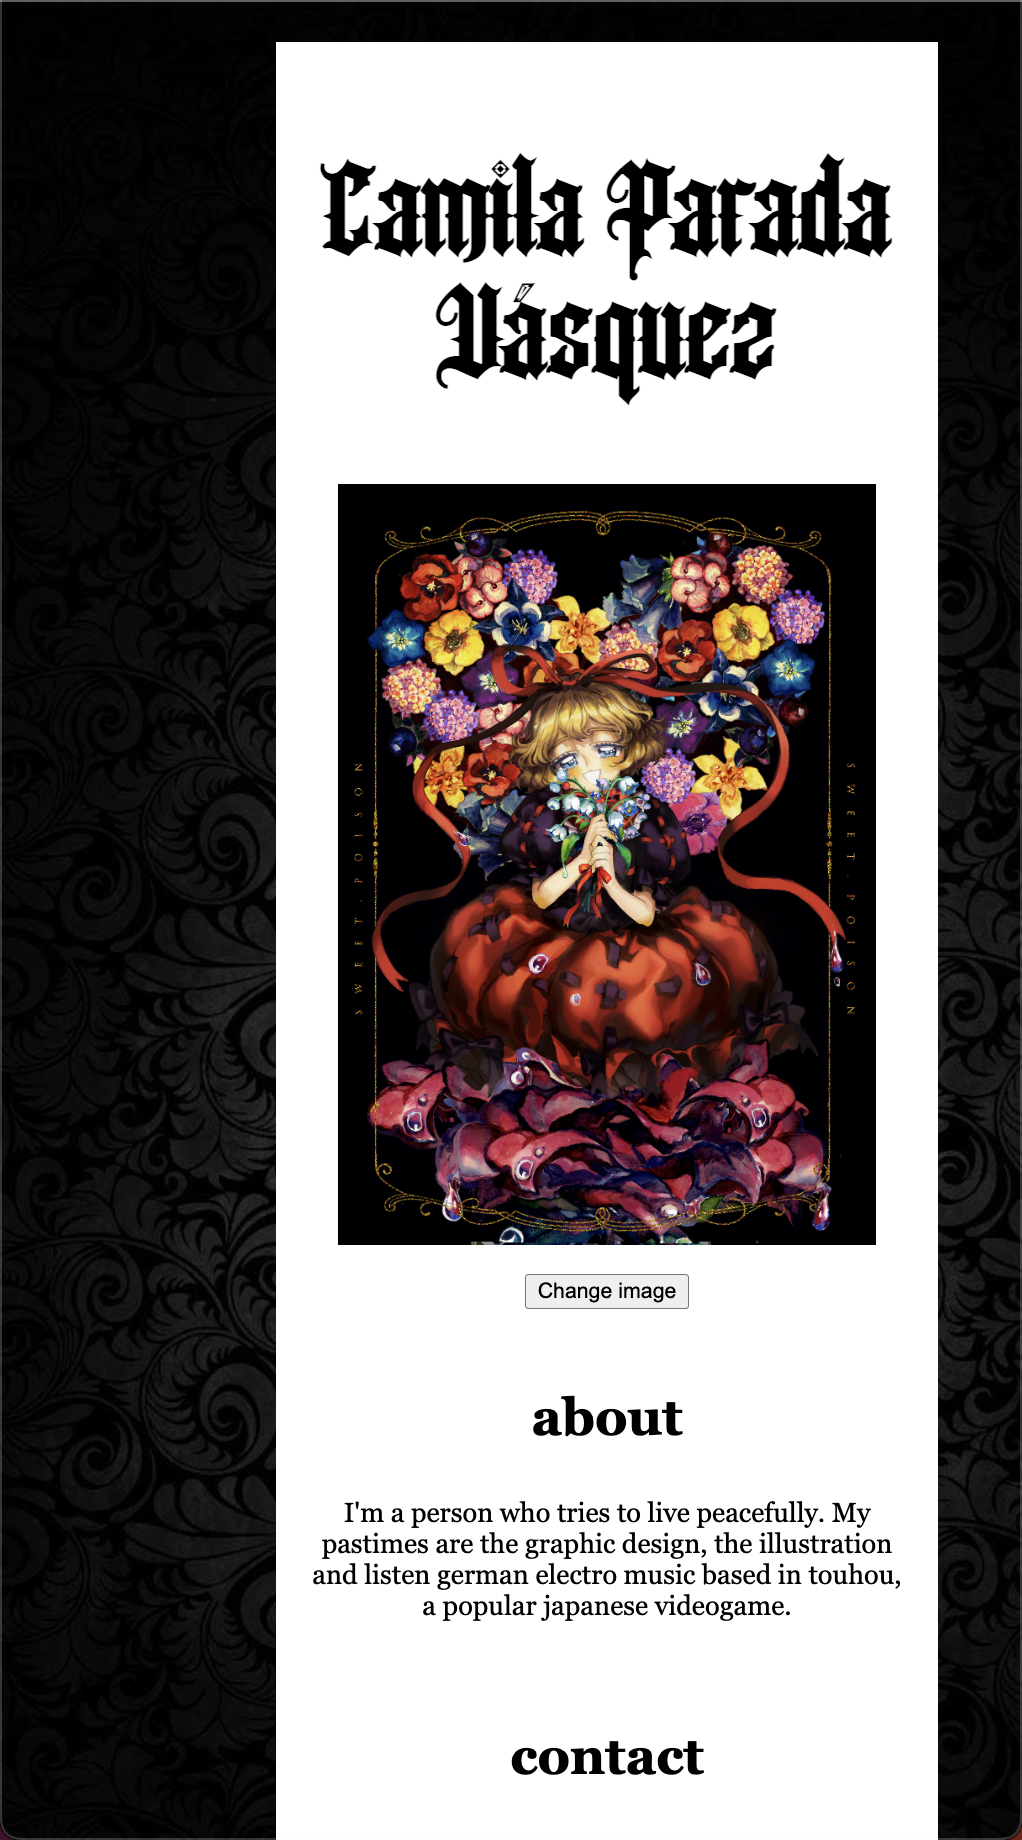 Camila Parada
Vásquez
SWEET.POISON
SWEET.POISON
Change image
about
I'm a person who tries to live peacefully. My
pastimes are the graphic design, the illustration
and listen german electro music based in touhou,
a popular japanese videogame.
contact